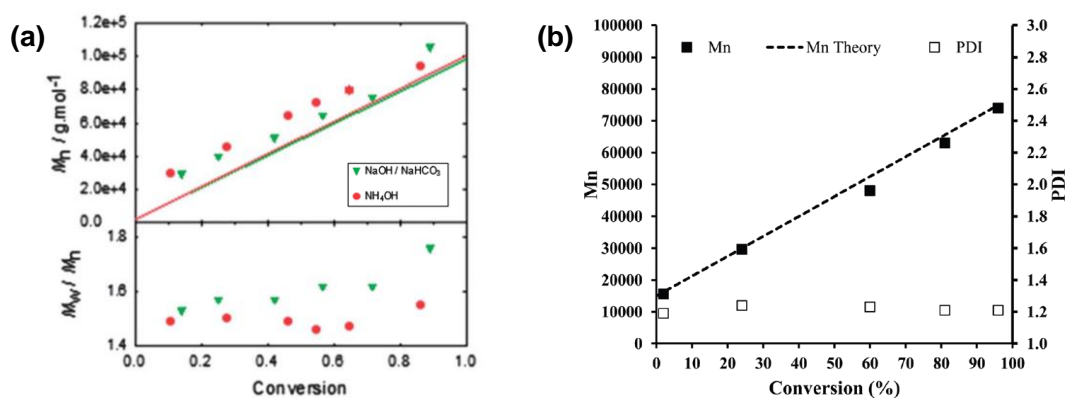 (a)
1.2e+5
1.0e+5
8.0e+4
6.0e+4
4.0e+4
2.0e+4
0.0
Mn / g.mol-1
NaOH / NaHCO3
NH4OH
1.8
1.6
1.4
Mw / Mn
0.0 0.2 0.4 0.6 0.8 1.0
Conversion
(b)
100000
90000
80000
70000
60000
50000
40000
30000
20000
10000
0
Mn
Mn Mn Theory PDI
3.0
2.8
2.6
2.4
2.2
2.0
1.8
1.6
1.4
1.2
1.0
PDI
0 10 20 30 40 50 60 70 80 90 100
Conversion (%)